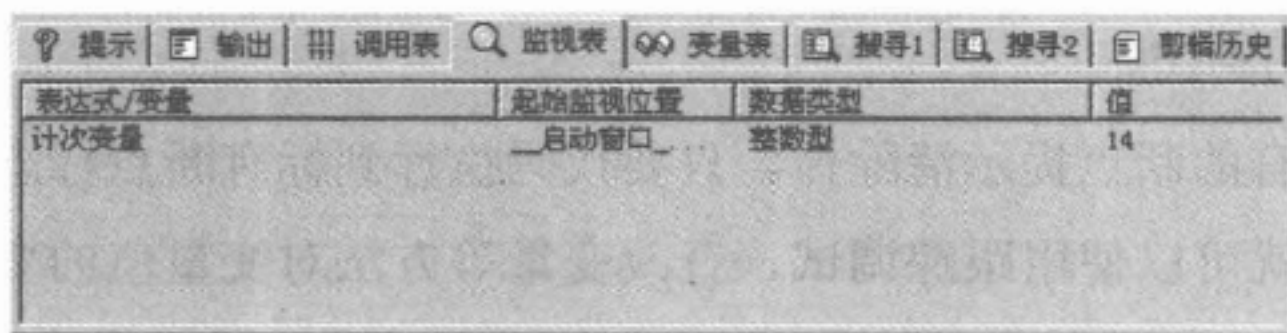 提示 输出 调用表 监视表 变量表 搜寻1 搜寻2 剪辑历史
表达式/变量 起始监视位置 数据类型 值
计次变量 __启动窗口_. 整数型 14